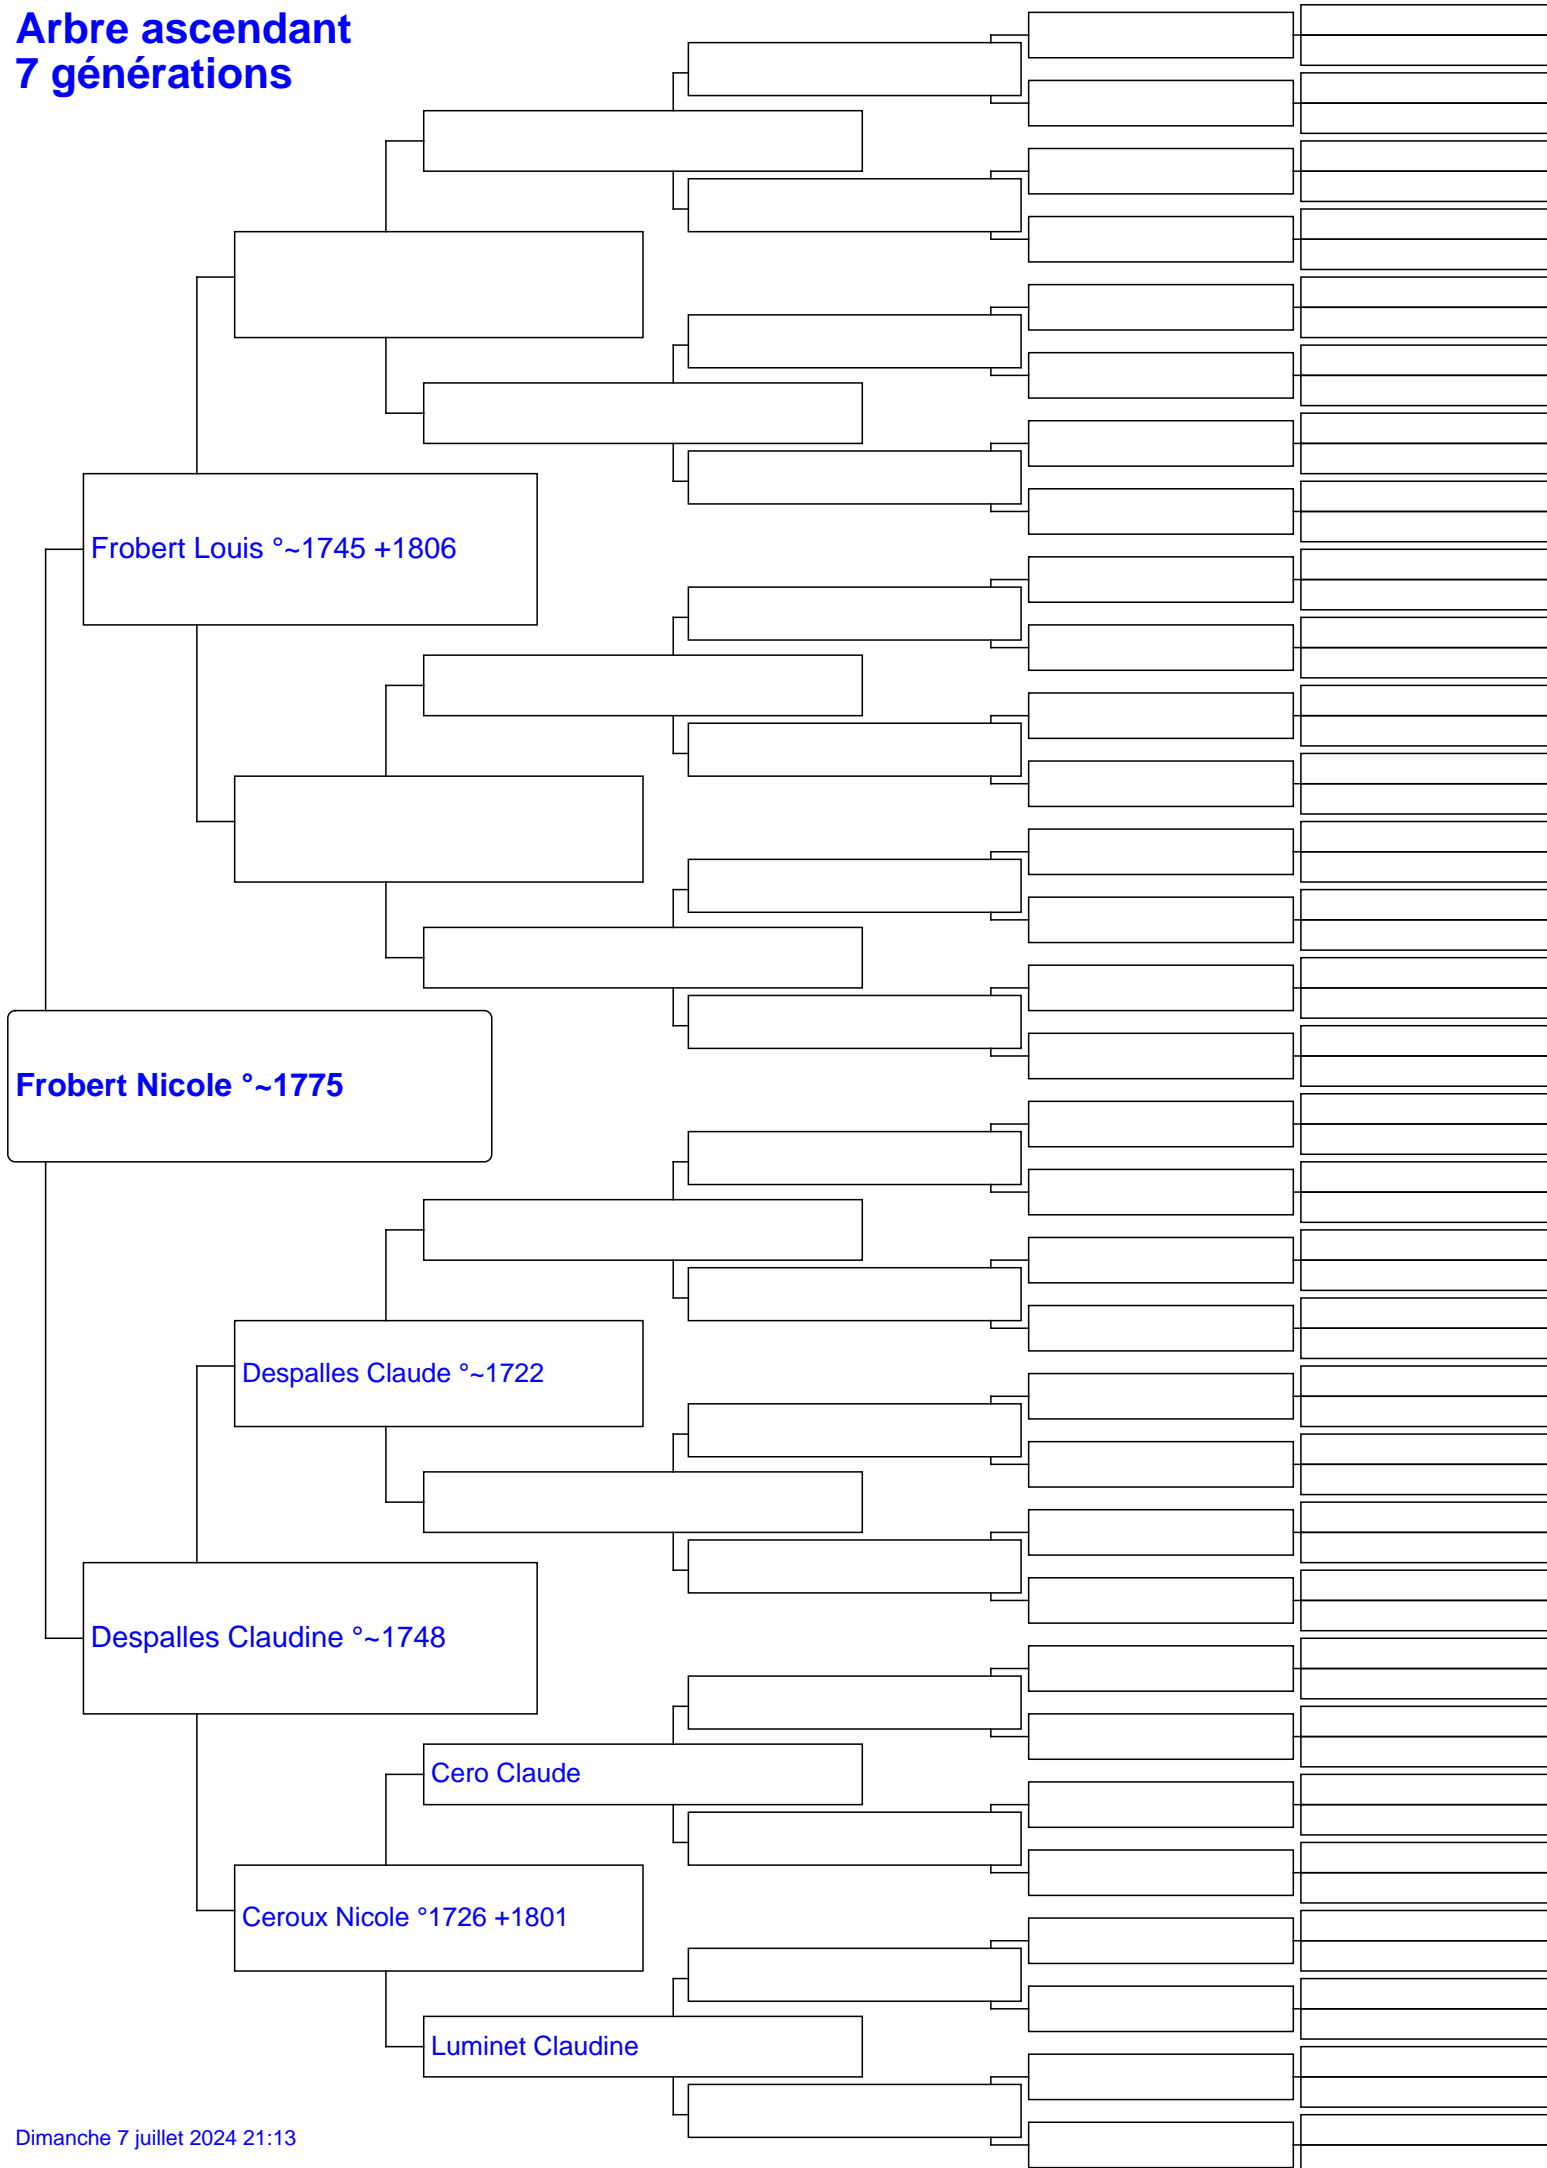 Arbre ascendant
7 générations
Frobert Louis °~1745 +1806
Frobert Nicole °~1775
Despalles Claude °~1722
Despalles Claudine °~1748
Cero Claude
Ceroux Nicole °1726 +1801
Luminet Claudine
Dimanche 7 juillet 2024 21:13